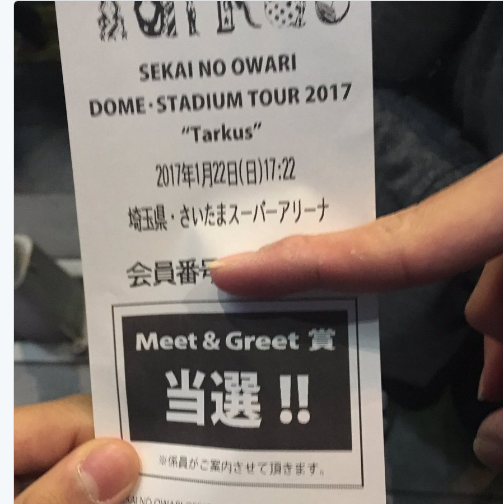 Tarkus
SEKAI NO OWARI
DOME・STADIUM TOUR 2017
“Tarkus”
2017年1月22日(日)17:22
埼玉県・さいたまスーパーアリーナ
会員番号
Meet & Greet 賞
当選 !!
※係員がご案内させて頂きます。